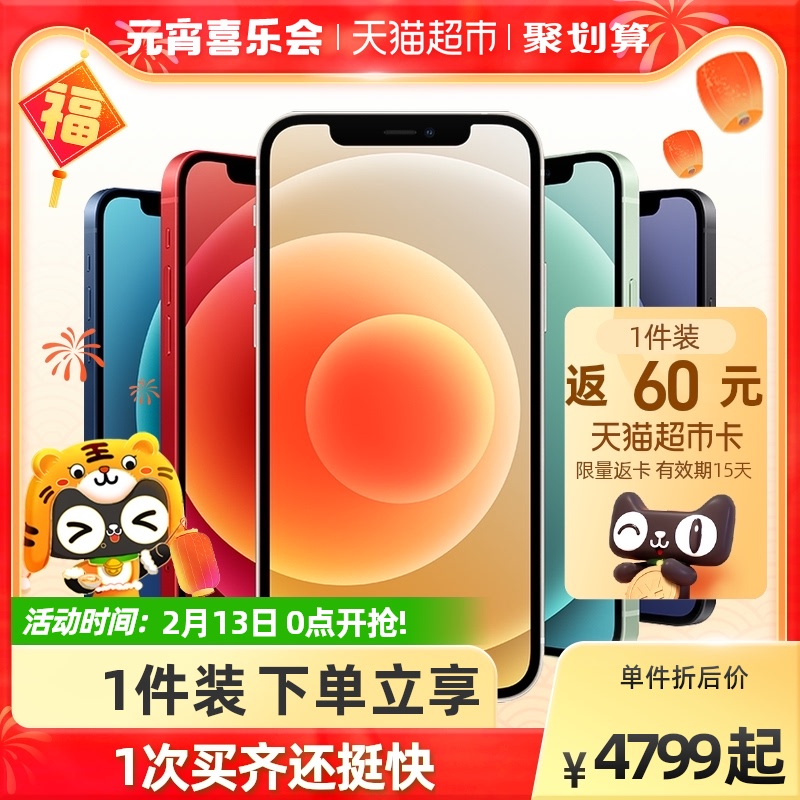 元宵喜乐会 | 天猫超市 | 聚划算
福
1件装
返 60 元
天猫超市卡
限量返卡 有效期15天
王
活动时间：2月13日 0点开抢!
1件装 下单立享
单件折后价
¥4799起
1次买齐还挺快